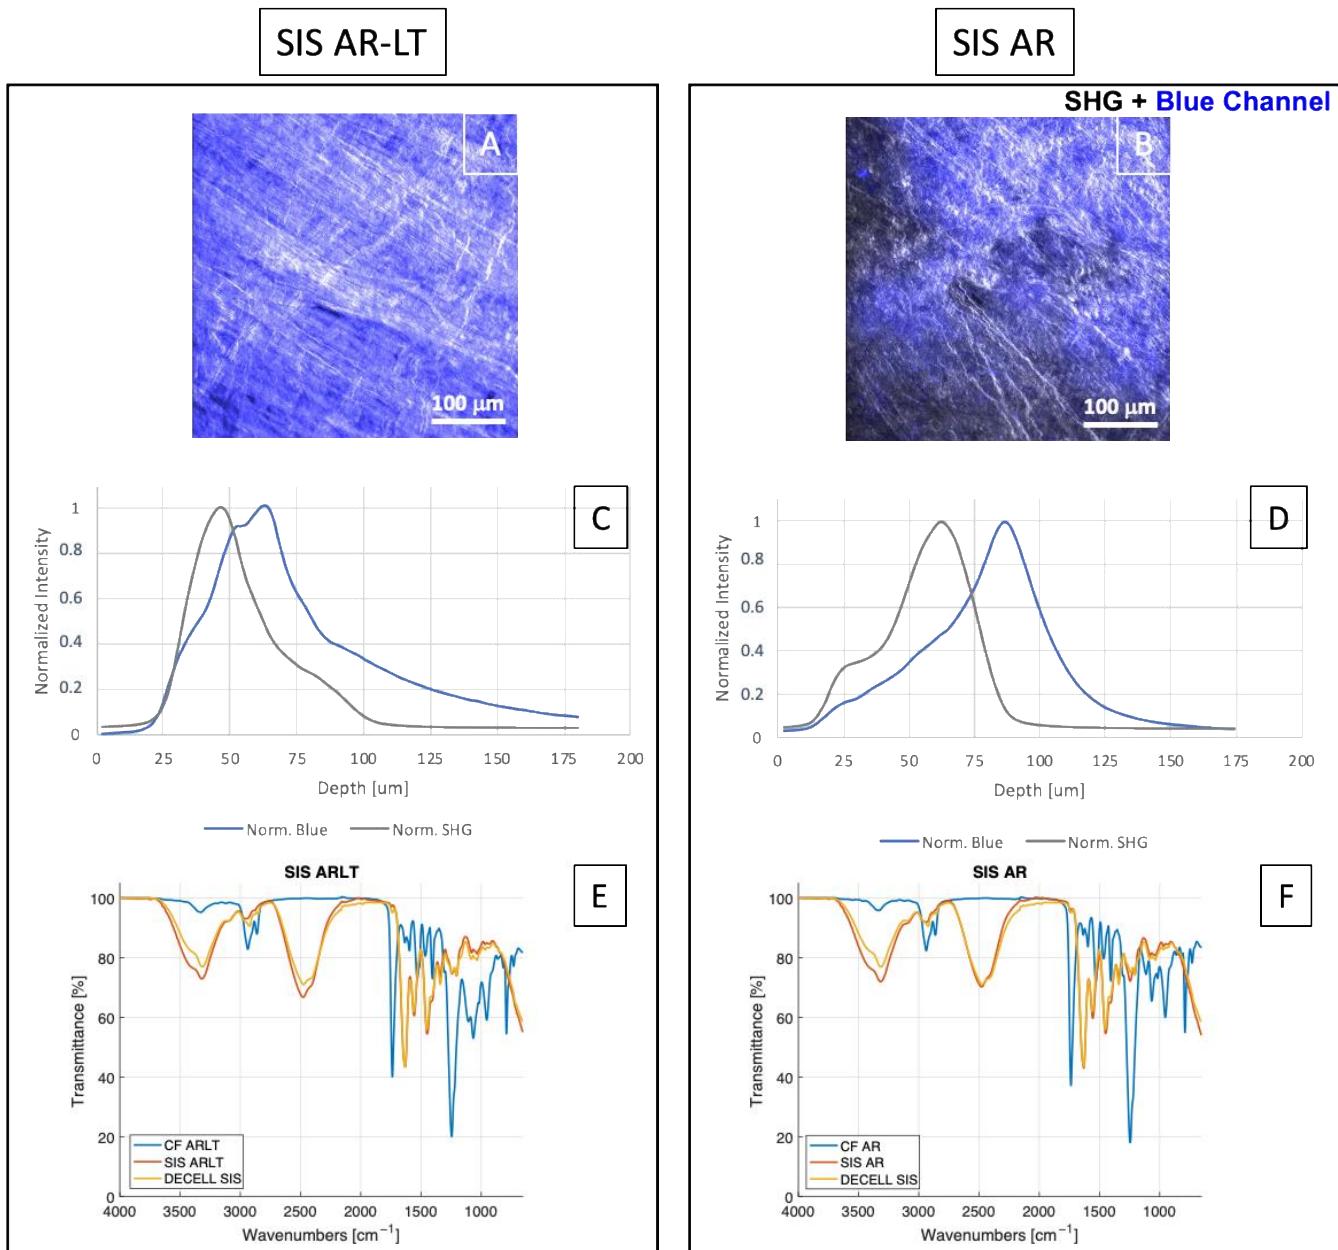 SIS AR-LT
SIS AR
SHG + Blue Channel
A
B
100 μm
100 μm
C
D
Normalized Intensity
1
0.8
0.6
0.4
0.2
0
0 25 50 75 100 125 150 175 200
Depth [um]
Norm. Blue Norm. SHG
Normalized Intensity
1
0.8
0.6
0.4
0.2
0
0 25 50 75 100 125 150 175 200
Depth [um]
Norm. Blue Norm. SHG
SIS ARLT
E
Transmittance [%]
100
80
60
40
20
0
CF ARLT
SIS ARLT
DECELL SIS
4000 3500 3000 2500 2000 1500 1000
Wavenumbers [cm⁻¹]
SIS AR
F
Transmittance [%]
100
80
60
40
20
0
CF AR
SIS AR
DECELL SIS
4000 3500 3000 2500 2000 1500 1000
Wavenumbers [cm⁻¹]